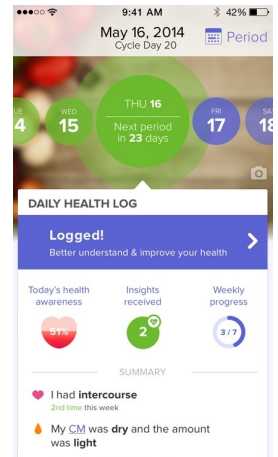 9:41 AM
42%
May 16, 2014
Cycle Day 20
Period
UE
4
WED
15
THU 16
Next period
in 23 days
FRI
17
SA
18
DAILY HEALTH LOG
Logged!
Better understand & improve your health
Today's health
awareness
Insights
received
Weekly
progress
51%
2
3 / 7
SUMMARY
I had intercourse
2nd time this week
My CM was dry and the amount
was light